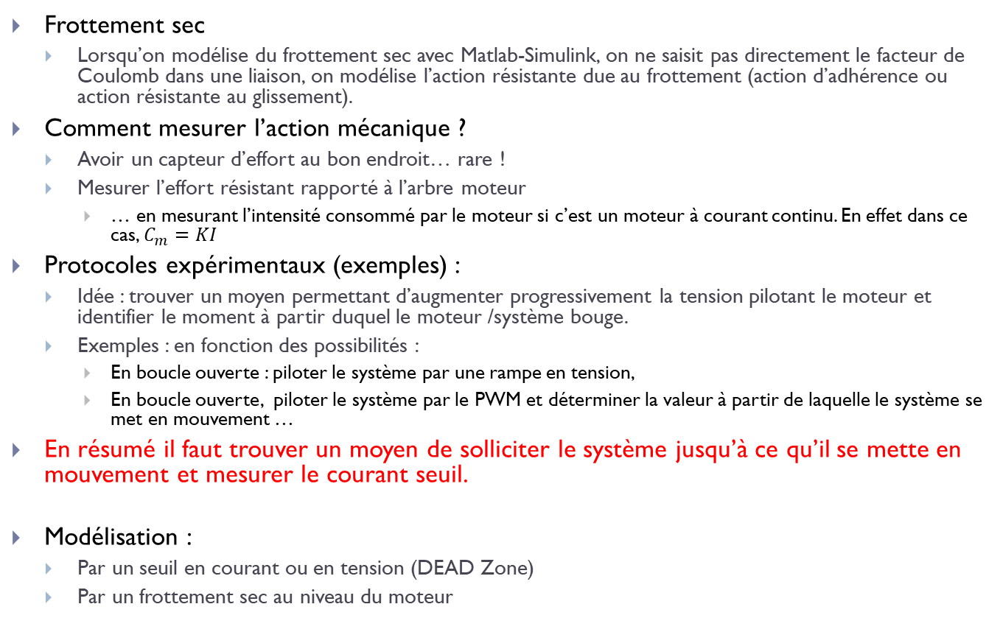 Frottement sec
Lorsqu’on modélise du frottement sec avec Matlab-Simulink, on ne saisit pas directement le facteur de
Coulomb dans une liaison, on modélise l’action résistante due au frottement (action d’adhérence ou
action résistante au glissement).
Comment mesurer l’action mécanique ?
Avoir un capteur d’effort au bon endroit… rare !
Mesurer l’effort résistant rapporté à l’arbre moteur
… en mesurant l’intensité consommé par le moteur si c’est un moteur à courant continu. En effet dans ce
cas, $C_m = KI$
Protocoles expérimentaux (exemples) :
Idée : trouver un moyen permettant d’augmenter progressivement la tension pilotant le moteur et
identifier le moment à partir duquel le moteur /système bouge.
Exemples : en fonction des possibilités :
En boucle ouverte : piloter le système par une rampe en tension,
En boucle ouverte, piloter le système par le PWM et déterminer la valeur à partir de laquelle le système se
met en mouvement …
En résumé il faut trouver un moyen de solliciter le système jusqu’à ce qu’il se mette en
mouvement et mesurer le courant seuil.
Modélisation :
Par un seuil en courant ou en tension (DEAD Zone)
Par un frottement sec au niveau du moteur